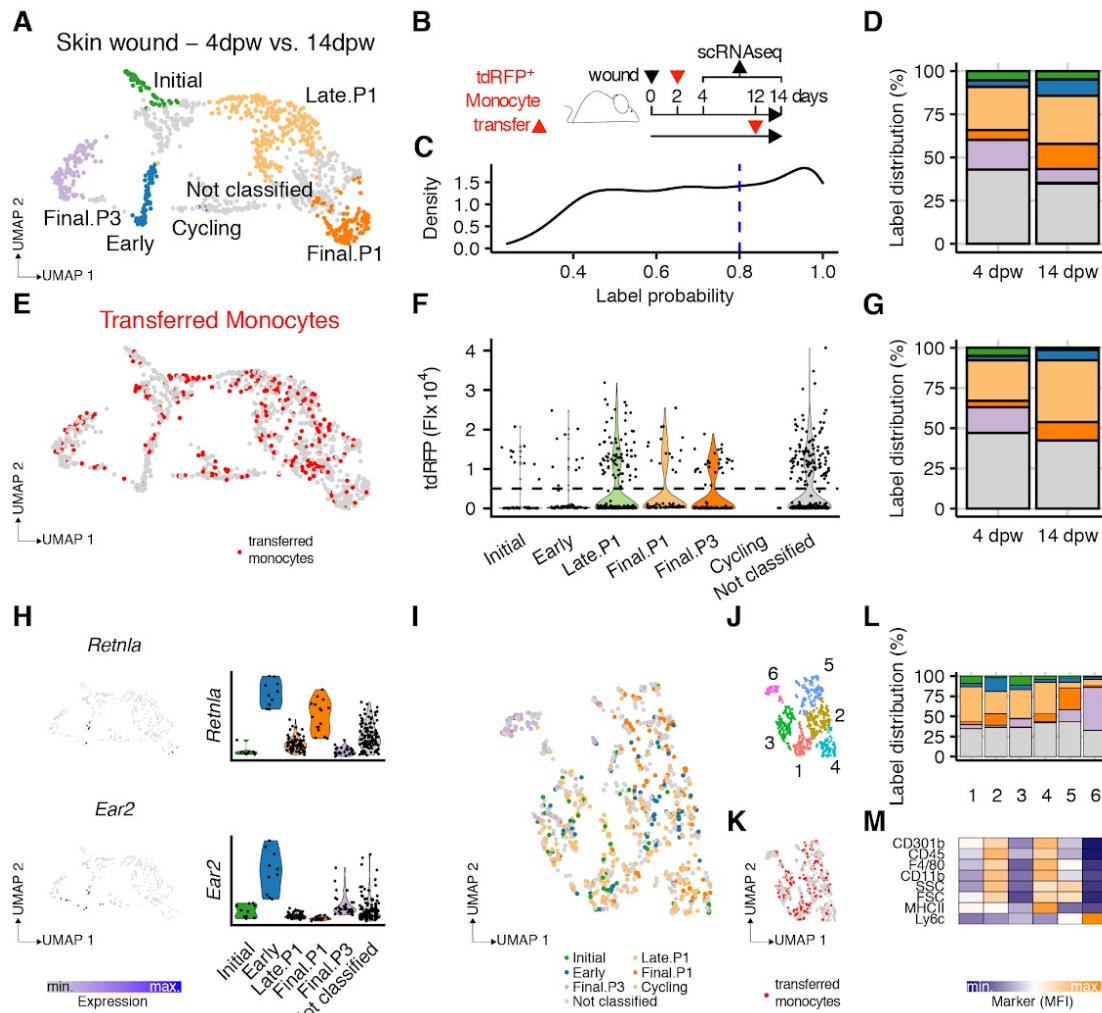 A
Skin wound – 4dpw vs. 14dpw
Initial
Late.P1
Not classified
Final.P3
Cycling
Early
Final.P1
UMAP 2
UMAP 1
B
scRNAseq
tdRFP+
Monocyte
transfer
wound
0 2 4 12 14 days
C
Density
1.5
1.0
0.5
0.0
0.4 0.6 0.8 1.0
Label probability
D
Label distribution (%)
100
75
50
25
0
4 dpw 14 dpw
E
Transferred Monocytes
UMAP 2
UMAP 1
transferred
monocytes
F
tdRFP (FIx 10^4)
4
3
2
1
0
Initial
Early
Late.P1
Final.P1
Final.P3
Cycling
Not classified
G
Label distribution (%)
100
75
50
25
0
4 dpw 14 dpw
H
Retnla
Retnla
Ear2
Ear2
UMAP 2
UMAP 1
min. max.
Expression
Initial
Early
Late.P1
Final.P1
Final.P3
Not classified
I
UMAP 2
UMAP 1
Initial
Early
Final.P3
Not classified
Late.P1
Final.P1
Cycling
J
6 5
2
3
1 4
K
UMAP 2
UMAP 1
transferred
monocytes
L
Label distribution (%)
100
75
50
25
0
1 2 3 4 5 6
M
CD301b
CD45
F4/80
CD11b
SSC
FSC
MHCII
Ly6c
min. max.
Marker (MFI)